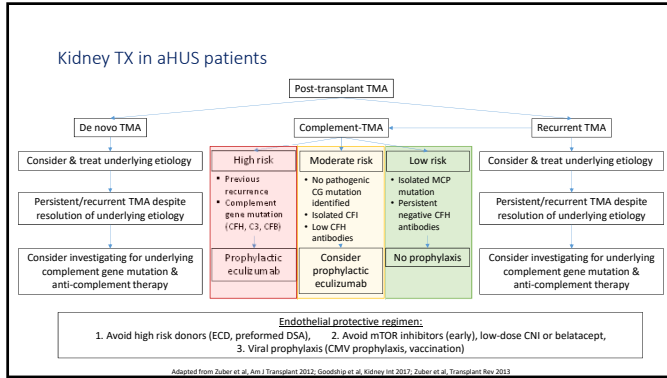 Kidney TX in aHUS patients
Post-transplant TMA
De novo TMA
Complement-TMA
Recurrent TMA
Consider & treat underlying etiology
Persistent/recurrent TMA despite
resolution of underlying etiology
Consider investigating for underlying
complement gene mutation &
anti-complement therapy
High risk
• Previous
recurrence
• Complement
gene mutation
(CFH, C3, CFB)
Prophylactic
eculizumab
Moderate risk
• No pathogenic
CG mutation
identified
• Isolated CFI
• Low CFH
antibodies
Consider
prophylactic
eculizumab
Low risk
• Isolated MCP
mutation
• Persistent
negative CFH
antibodies
No prophylaxis
Consider & treat underlying etiology
Persistent/recurrent TMA despite
resolution of underlying etiology
Consider investigating for underlying
complement gene mutation &
anti-complement therapy
Endothelial protective regimen:
1. Avoid high risk donors (ECD, preformed DSA), 2. Avoid mTOR inhibitors (early), low-dose CNI or belatacept,
3. Viral prophylaxis (CMV prophylaxis, vaccination)
Adapted from Zuber et al, Am J Transplant 2012; Goodship et al, Kidney Int 2017; Zuber et al, Transplant Rev 2013